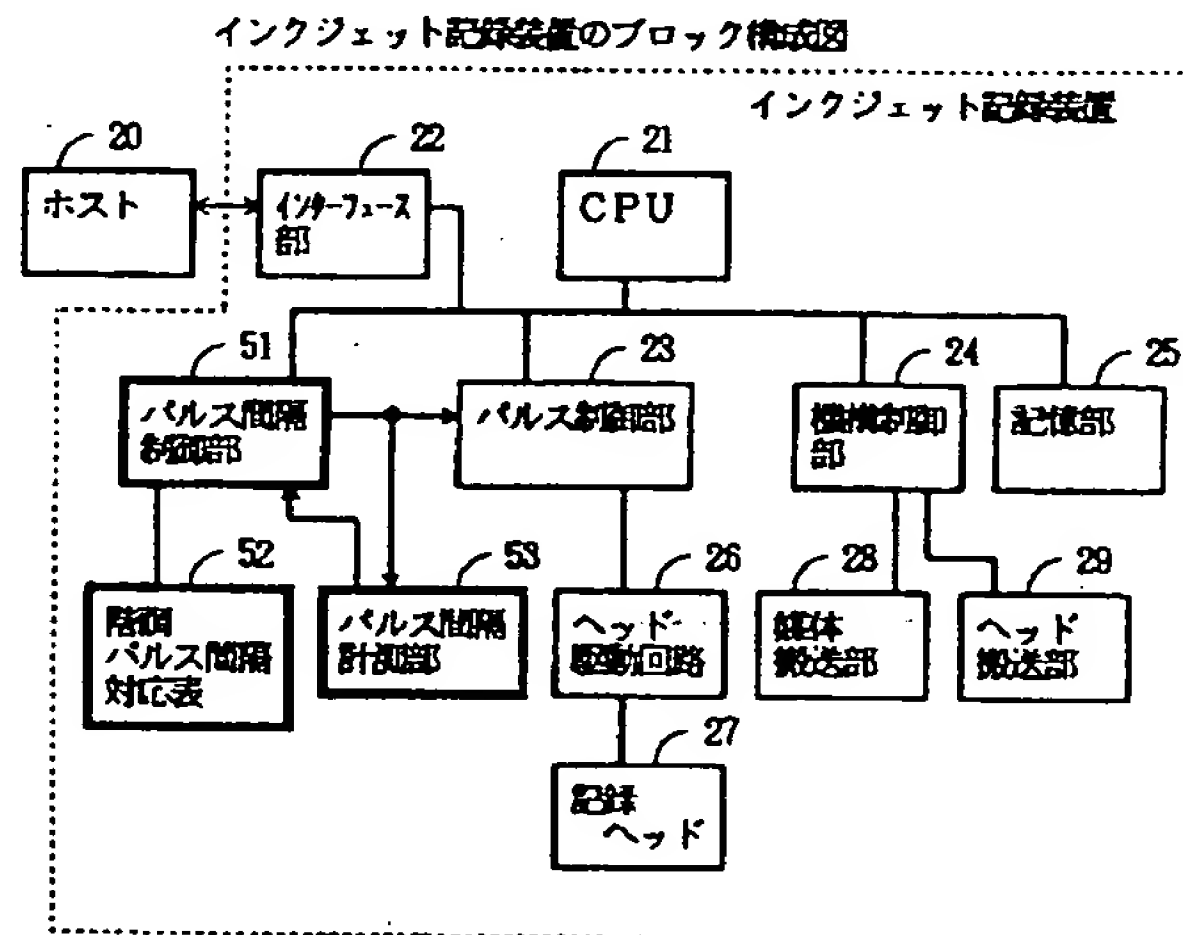 インクジェット記録装置のブロック構成図
インクジェット記録装置
20
ホスト
22
インターフェース
部
21
CPU
51
パルス間隔
制御部
23
パルス制御部
24
機構制御
部
25
記憶部
52
階調
パルス間隔
対応表
53
パルス間隔
計測部
26
ヘッド
駆動回路
28
媒体
搬送部
29
ヘッド
搬送部
27
記録
ヘッド